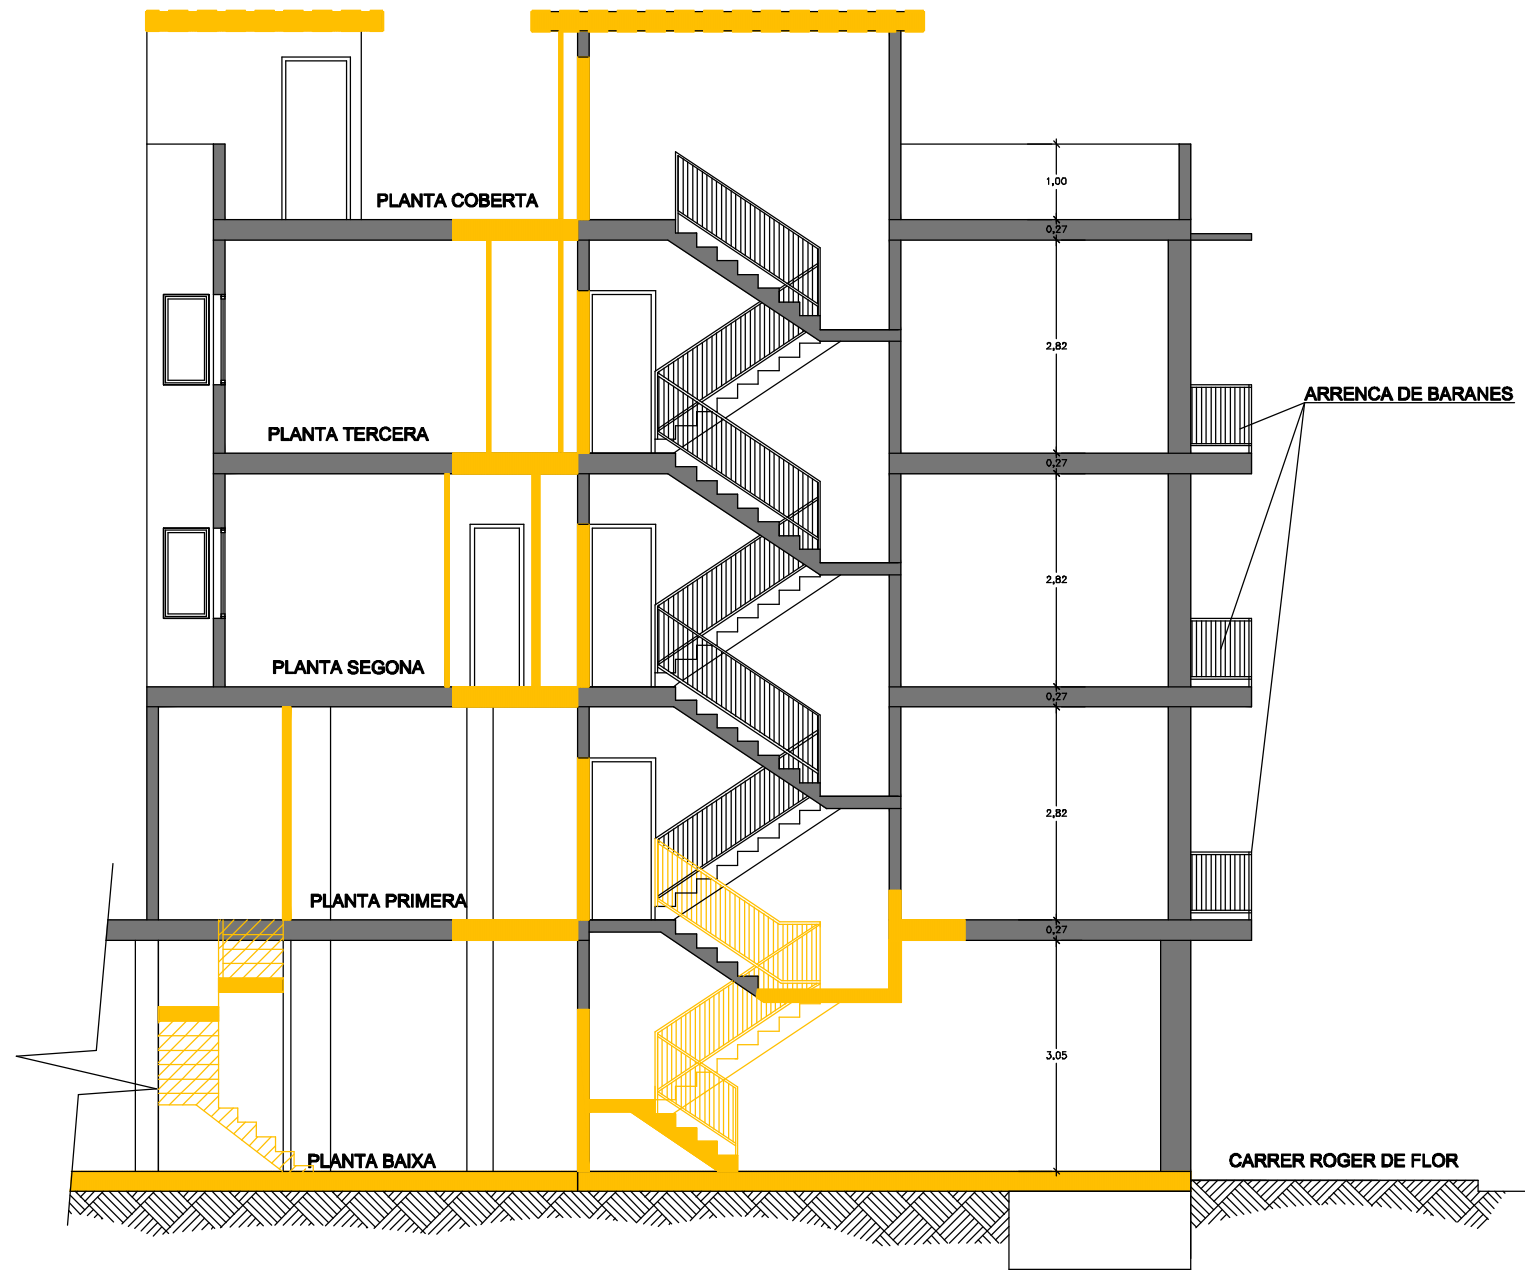 PLANTA COBERTA
1,00
0,27
2,82
ARRENCA DE BARANES
PLANTA TERCERA
0,27
2,82
PLANTA SEGONA
0,27
2,82
PLANTA PRIMERA
0,27
3,05
PLANTA BAIXA
CARRER ROGER DE FLOR